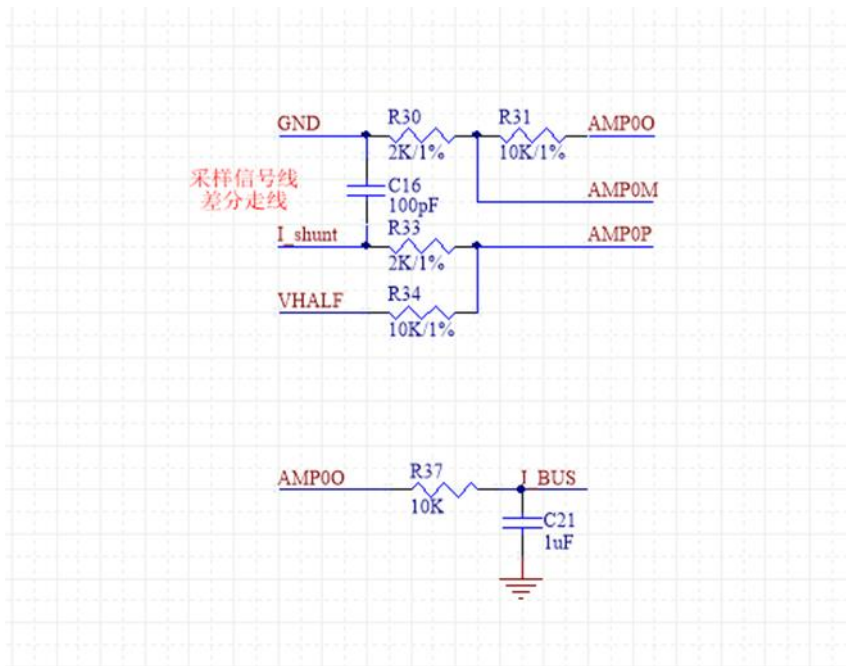 GND
R30
2K/1%
R31
10K/1%
AMP0O
采样信号线
差分走线
C16
100pF
AMP0M
I_shunt
R33
2K/1%
AMP0P
VHALF
R34
10K/1%
AMP0O
R37
10K
I_BUS
C21
1uF